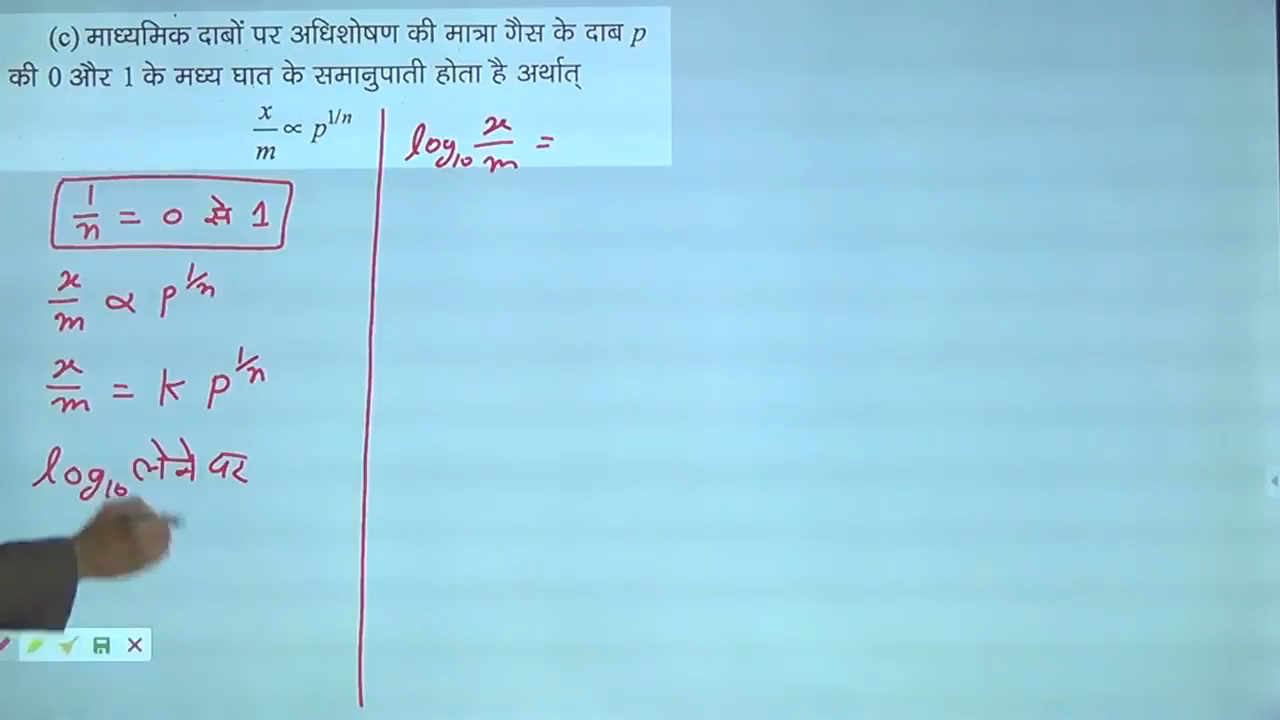 (c) माध्यमिक दाबों पर अधिशोषण की मात्रा गैस के दाब p
की 0 और 1 के मध्य घात के समानुपाती होता है अर्थात्
x/m ∝ p^1/n
1/n = 0 से 1
x/m ∝ p^1/n
x/m = k p^1/n
log10 लेने पर
log10 x/m =